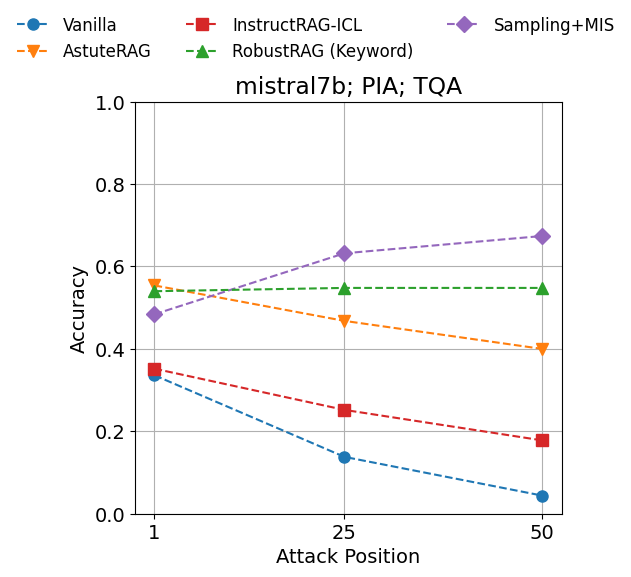 Vanilla
AstuteRAG
InstructRAG-ICL
RobustRAG (Keyword)
Sampling+MIS
mistral7b; PIA; TQA
1.0
0.8
0.6
0.4
0.2
0.0
Accuracy
1 25 50
Attack Position